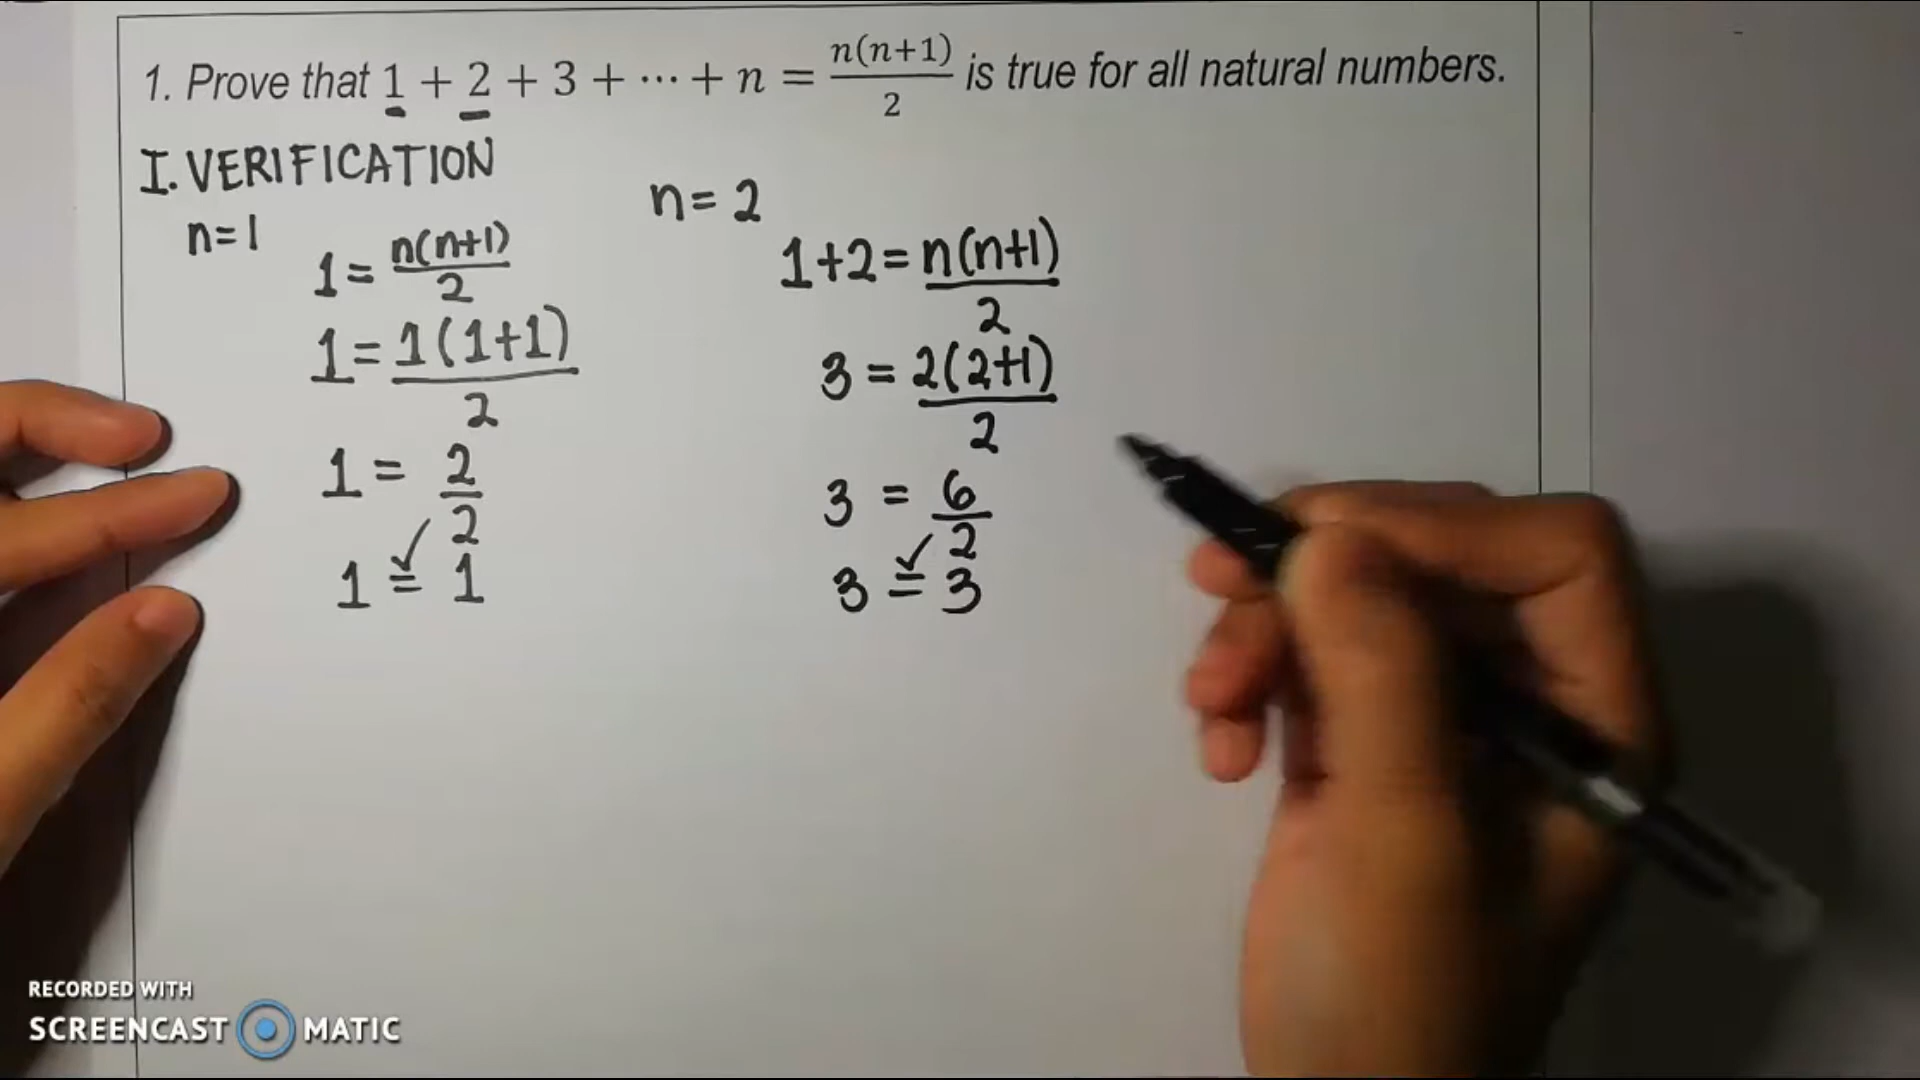 1. Prove that 1 + 2 + 3 + ⋯ + n = n(n+1)/2 is true for all natural numbers.
I. VERIFICATION
n=1
1= n(n+1)/2
1= 1(1+1)/2
1= 2/2
✓
1 = 1
n= 2
1+2= n(n+1)/2
3 = 2(2+1)/2
3 = 6/2
✓
3 = 3
RECORDED WITH
SCREENCAST MATIC